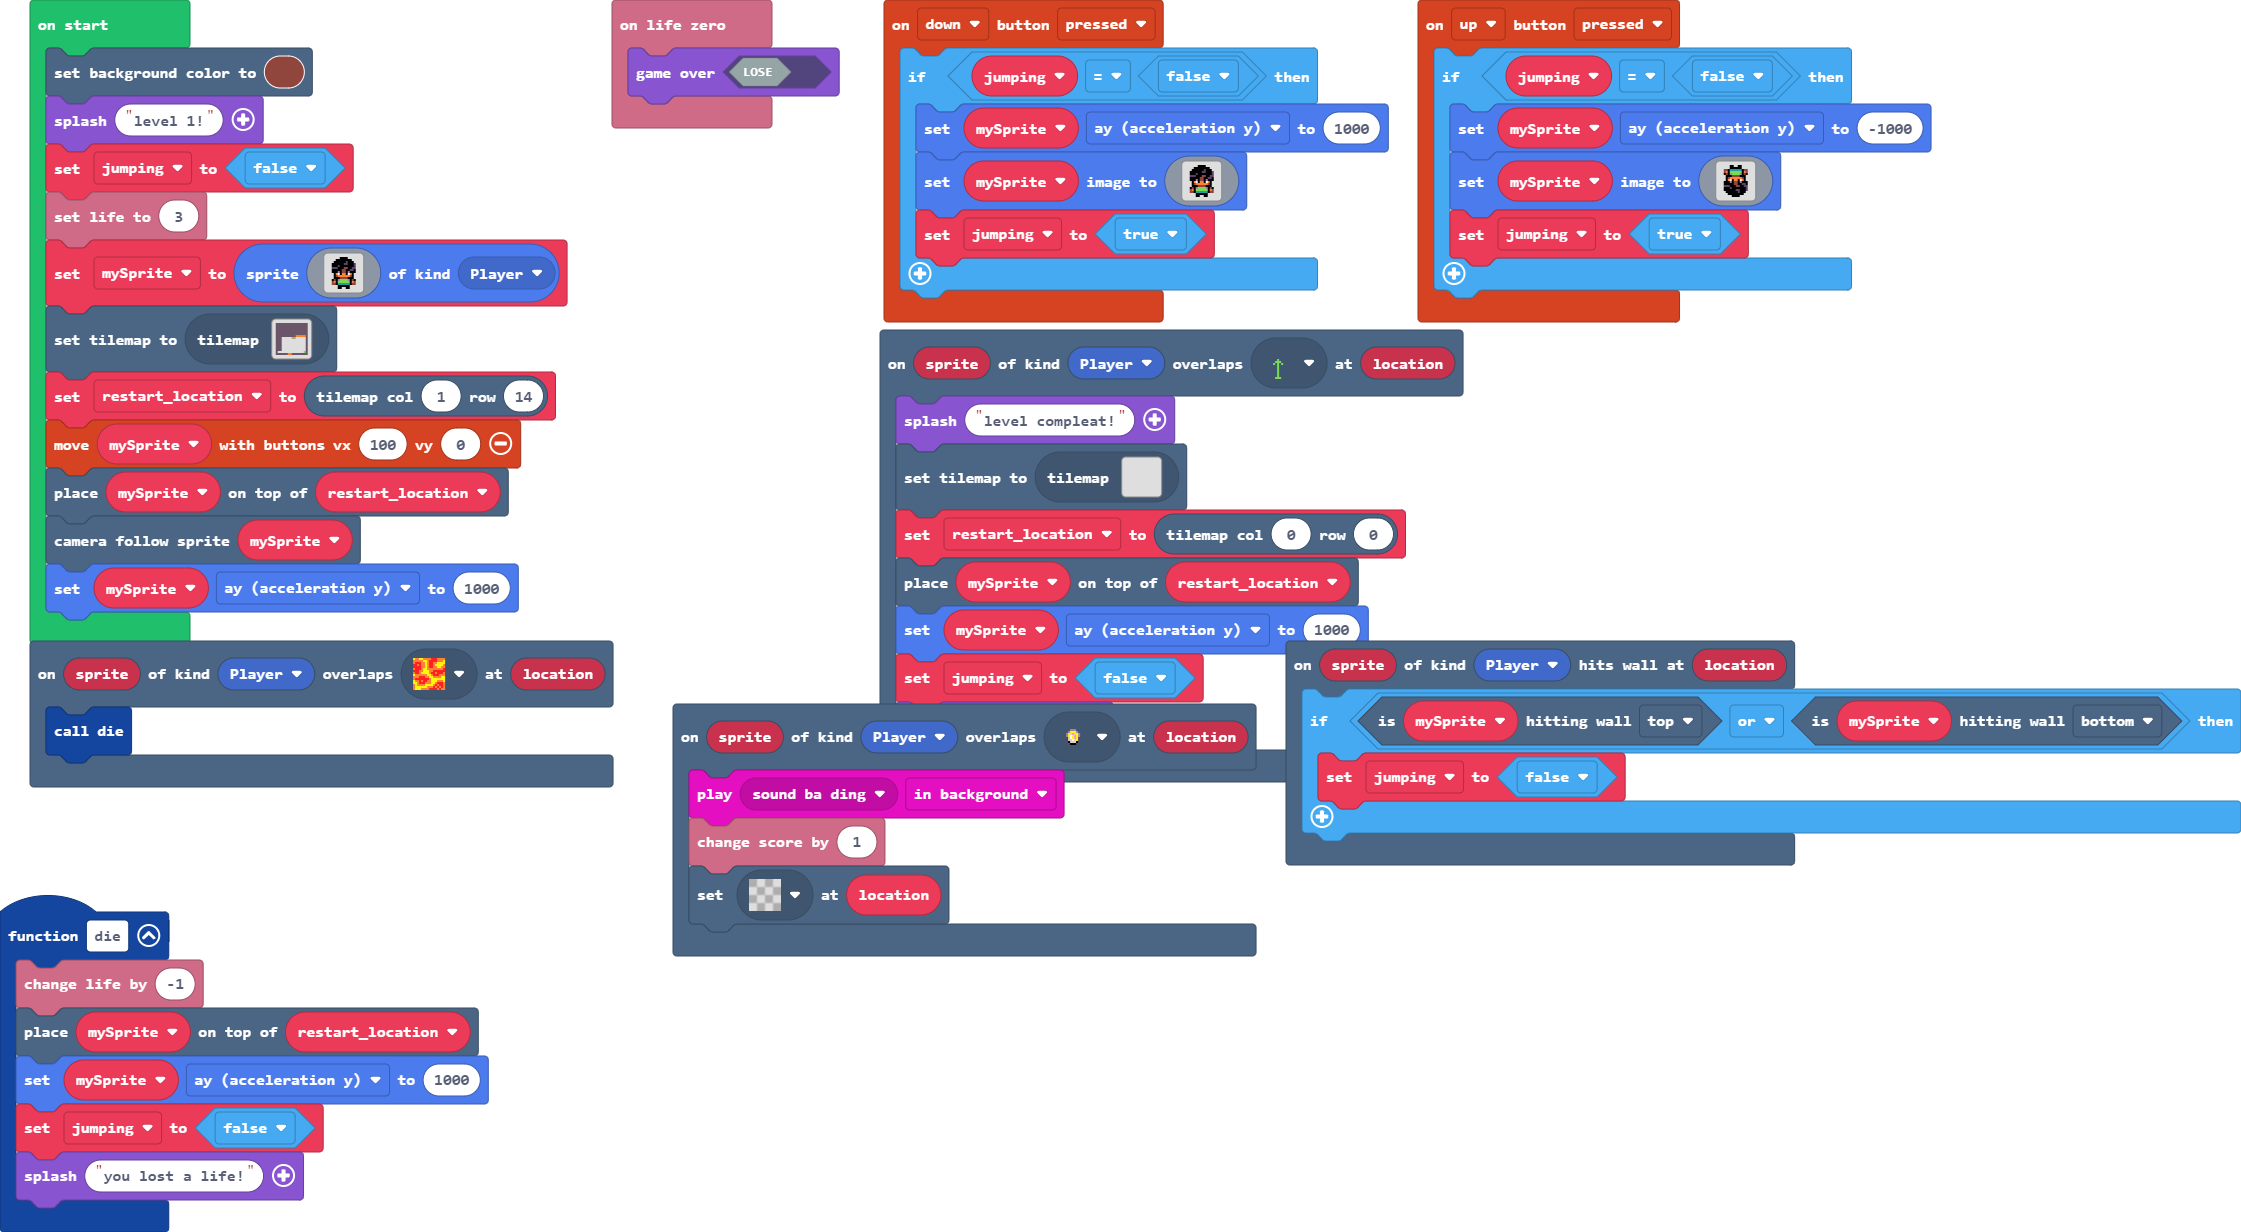 on start
set background color to
splash "level 1!"
set jumping to false
set life to 3
set mySprite to sprite of kind Player
set tilemap to tilemap
set restart_location to tilemap col 1 row 14
move mySprite with buttons vx 100 vy 0
place mySprite on top of restart_location
camera follow sprite mySprite
set mySprite ay (acceleration y) to 1000
on life zero
game over LOSE
on down button pressed
if jumping = false then
set mySprite ay (acceleration y) to 1000
set mySprite image to
set jumping to true
on up button pressed
if jumping = false then
set mySprite ay (acceleration y) to -1000
set mySprite image to
set jumping to true
on sprite of kind Player overlaps at location
splash "level compleat!"
set tilemap to tilemap
set restart_location to tilemap col 0 row 0
place mySprite on top of restart_location
set mySprite ay (acceleration y) to 1000
set jumping to false
on sprite of kind Player overlaps at location
call die
on sprite of kind Player hits wall at location
if is mySprite hitting wall top or is mySprite hitting wall bottom then
set jumping to false
on sprite of kind Player overlaps at location
play sound ba ding in background
change score by 1
set at location
function die
change life by -1
place mySprite on top of restart_location
set mySprite ay (acceleration y) to 1000
set jumping to false
splash "you lost a life!"